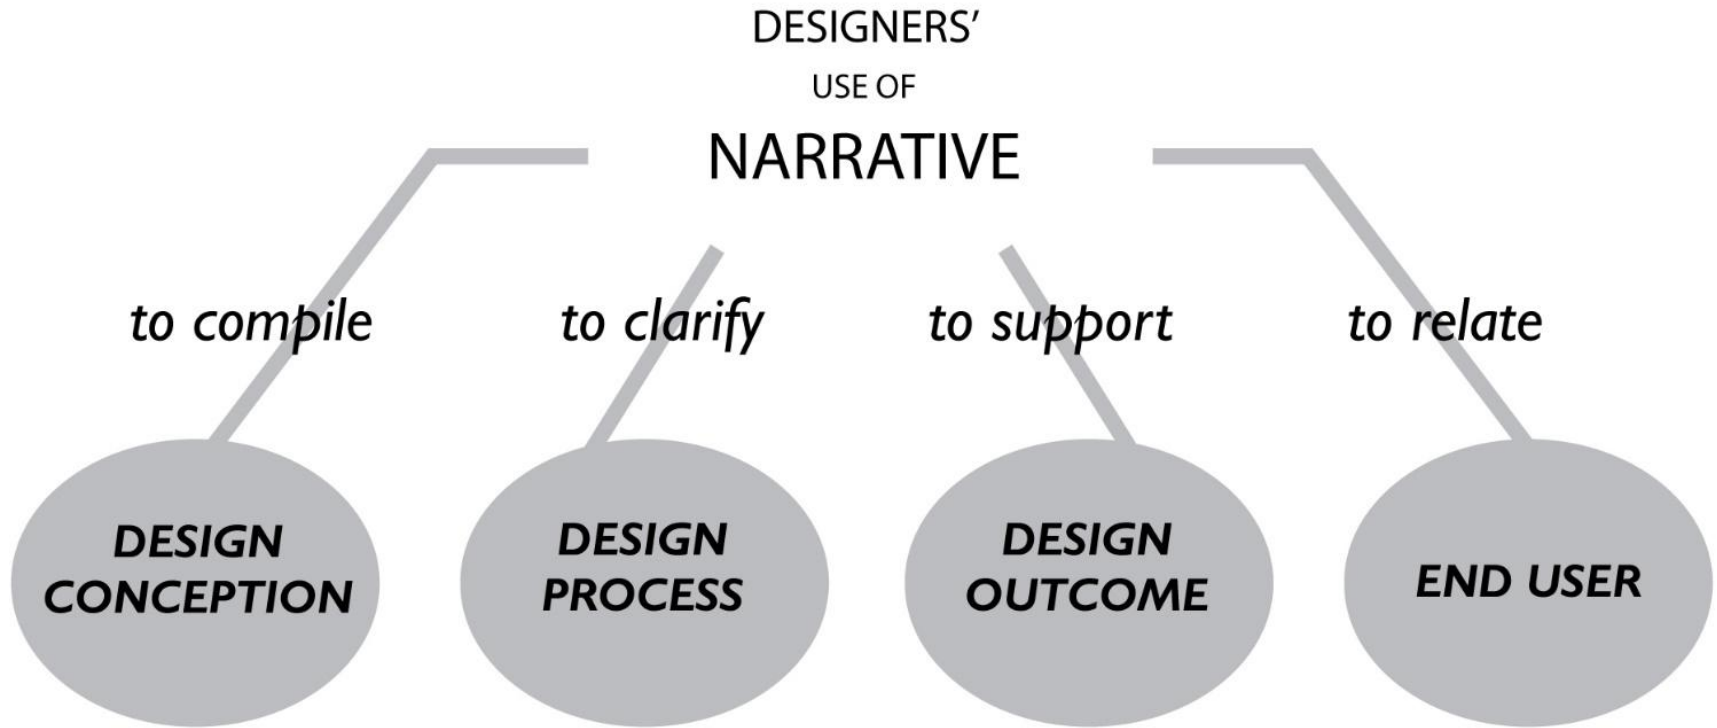 DESIGNERS’
USE OF
NARRATIVE
to compile
to clarify
to support
to relate
DESIGN
CONCEPTION
DESIGN
PROCESS
DESIGN
OUTCOME
END USER